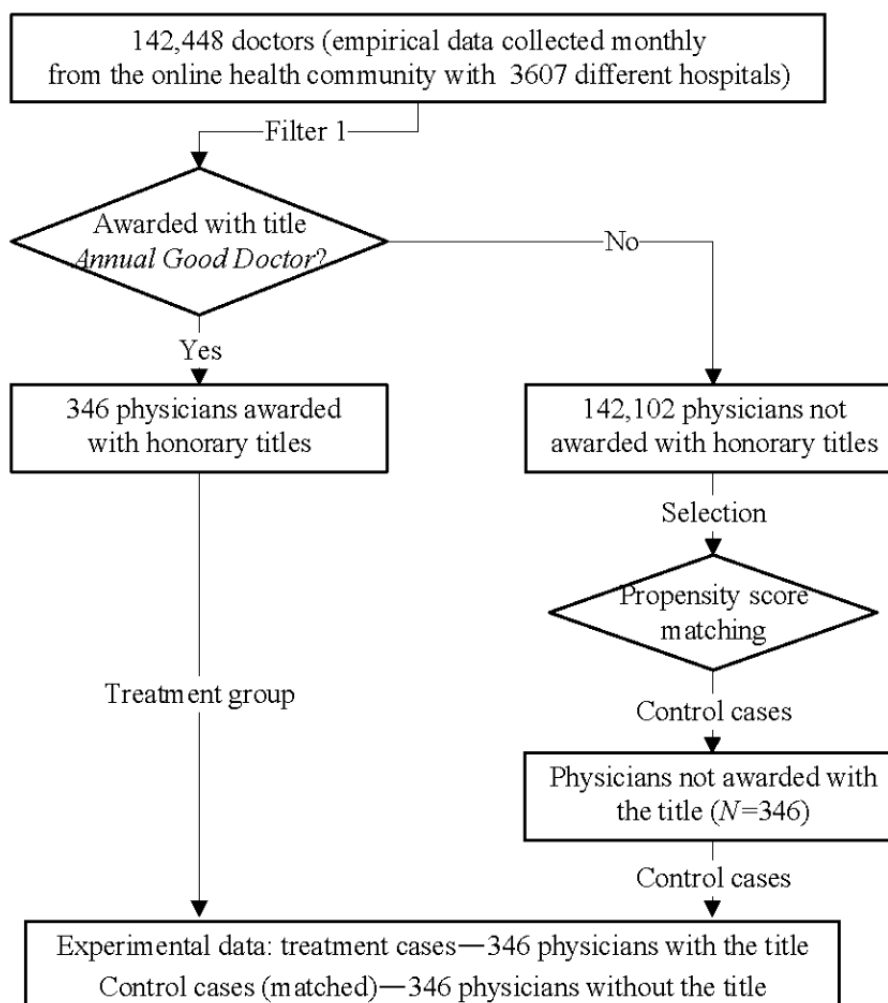 142,448 doctors (empirical data collected monthly
from the online health community with 3607 different hospitals)
Filter 1
Awarded with title
Annual Good Doctor?
No
Yes
346 physicians awarded
with honorary titles
142,102 physicians not
awarded with honorary titles
Selection
Propensity score
matching
Treatment group
Control cases
Physicians not awarded with
the title (N=346)
Control cases
Experimental data: treatment cases—346 physicians with the title
Control cases (matched)—346 physicians without the title